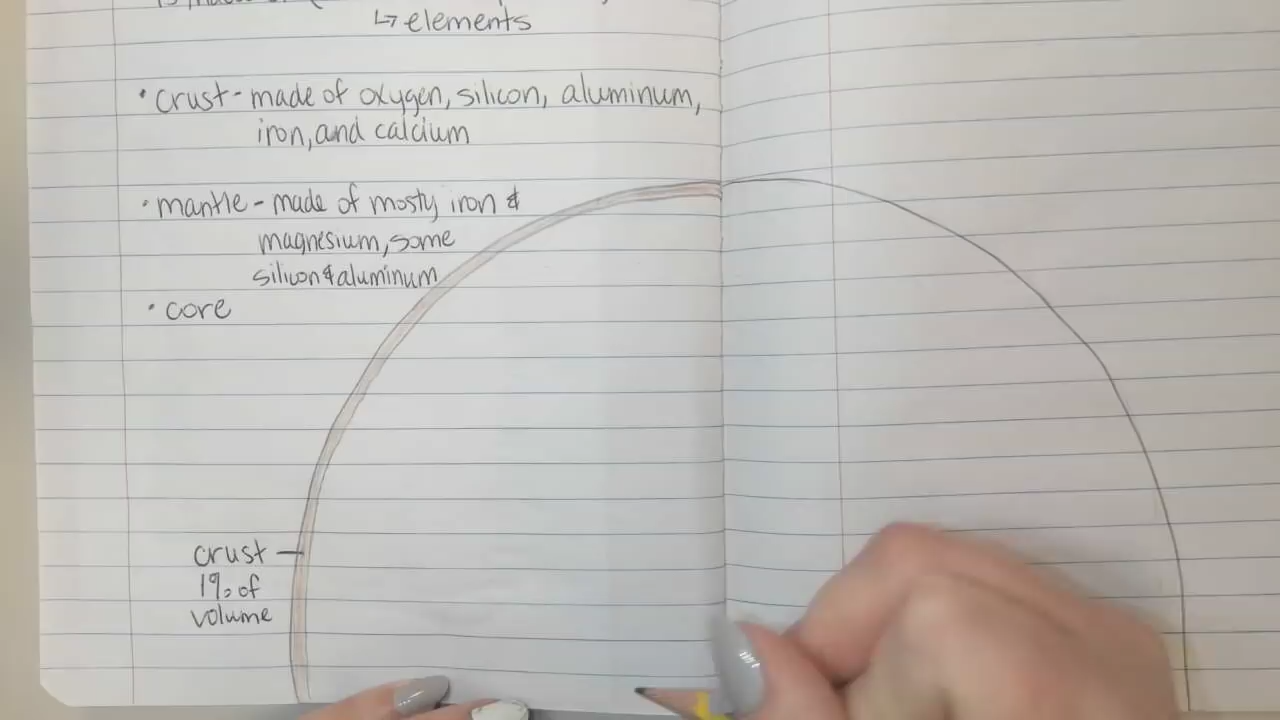 ↳ elements
• crust - made of oxygen, silicon, aluminum,
iron, and calcium
• mantle - made of mosty iron &
magnesium, some
silicon & aluminum
• core
crust —
1% of
volume